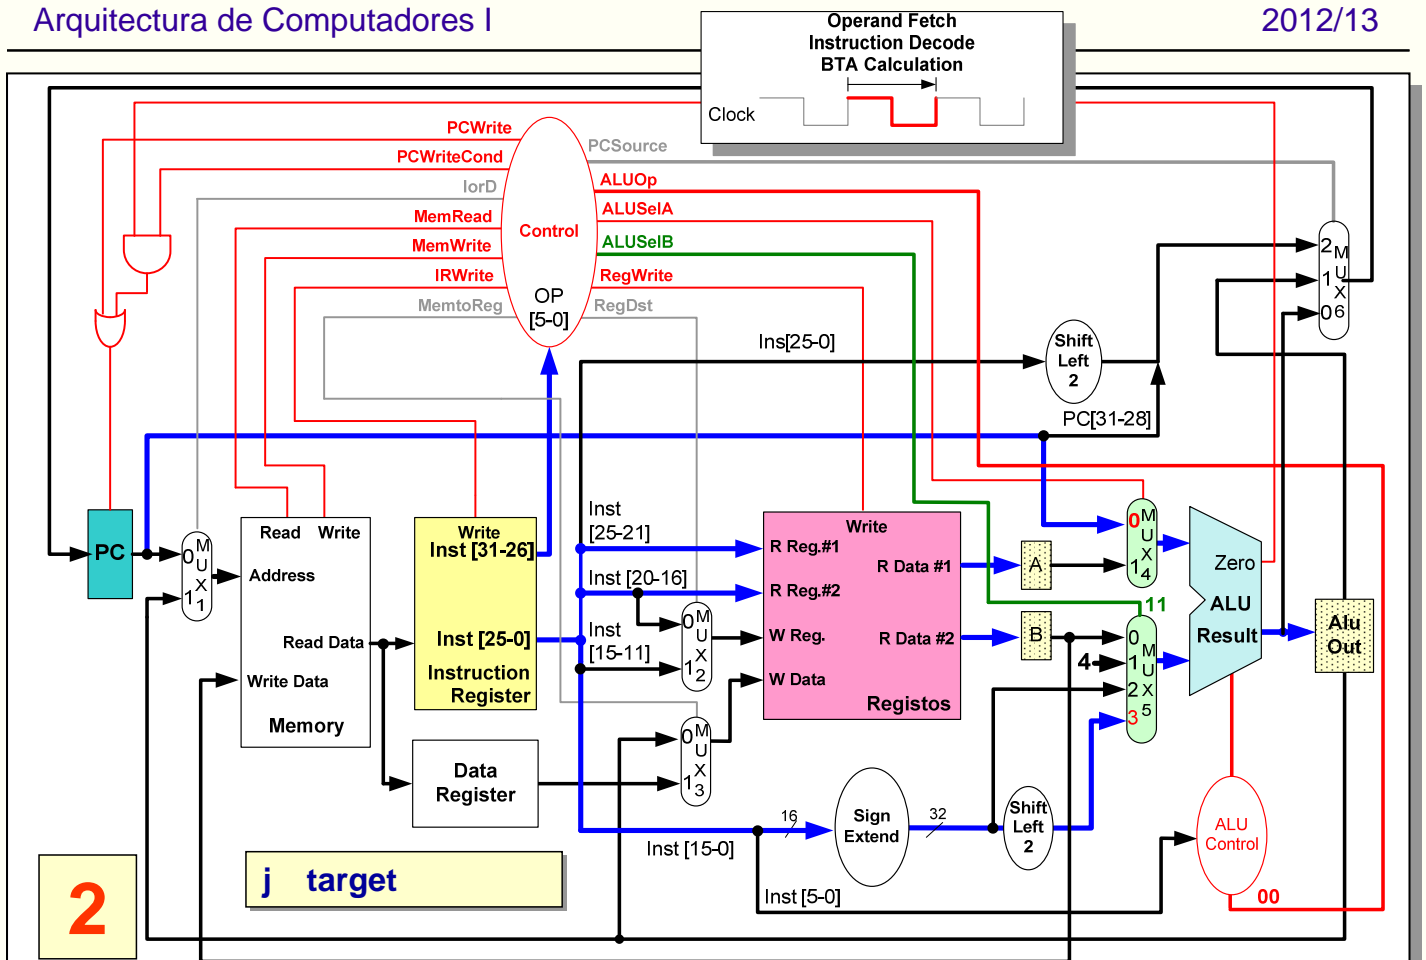 Arquitectura de Computadores I
2012/13
Operand Fetch
Instruction Decode
BTA Calculation
Clock
PCWrite
PCWriteCond
IorD
MemRead
MemWrite
IRWrite
MemtoReg
Control
OP
[5-0]
PCSource
ALUOp
ALUSelA
ALUSelB
RegWrite
RegDst
2
1
0
M
U
X
6
Ins[25-0]
Shift
Left
2
PC[31-28]
PC
0
1
M
U
X
1
Read Write
Address
Read Data
Write Data
Memory
Write
Inst [31-26]
Inst [25-0]
Instruction
Register
Data
Register
Inst
[25-21]
Inst [20-16]
Inst
[15-11]
0
1
M
U
X
2
0
1
M
U
X
3
Write
R Reg.#1
R Reg.#2
W Reg.
W Data
R Data #1
R Data #2
Registos
A
B
0
1
M
U
X
4
11
4
0
1
2
3
M
U
X
5
Zero
ALU
Result
Alu
Out
Inst [15-0]
16
Sign
Extend
32
Shift
Left
2
Inst [5-0]
ALU
Control
00
2
j target